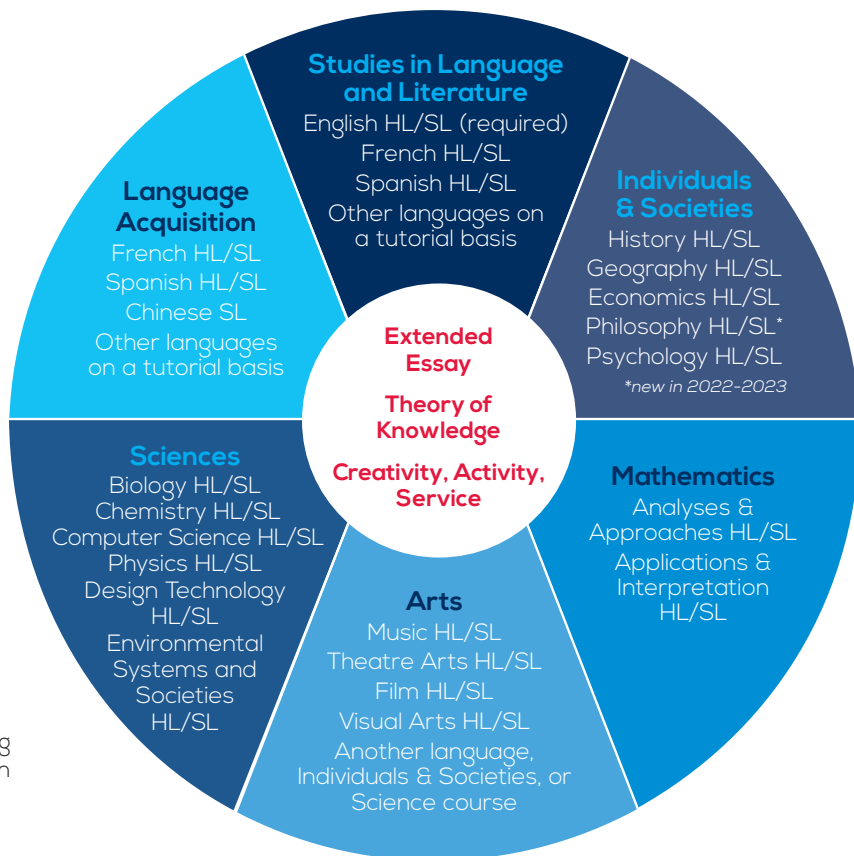 Studies in Language
and Literature
English HL/SL (required)
French HL/SL
Spanish HL/SL
Other languages on
a tutorial basis
Individuals
& Societies
History HL/SL
Geography HL/SL
Economics HL/SL
Philosophy HL/SL*
Psychology HL/SL
*new in 2022-2023
Mathematics
Analyses &
Approaches HL/SL
Applications &
Interpretation
HL/SL
Arts
Music HL/SL
Theatre Arts HL/SL
Film HL/SL
Visual Arts HL/SL
Another language,
Individuals & Societies, or
Science course
Sciences
Biology HL/SL
Chemistry HL/SL
Computer Science HL/SL
Physics HL/SL
Design Technology
HL/SL
Environmental
Systems and
Societies
HL/SL
Language
Acquisition
French HL/SL
Spanish HL/SL
Chinese SL
Other languages
on a tutorial basis
Extended
Essay
Theory of
Knowledge
Creativity, Activity,
Service